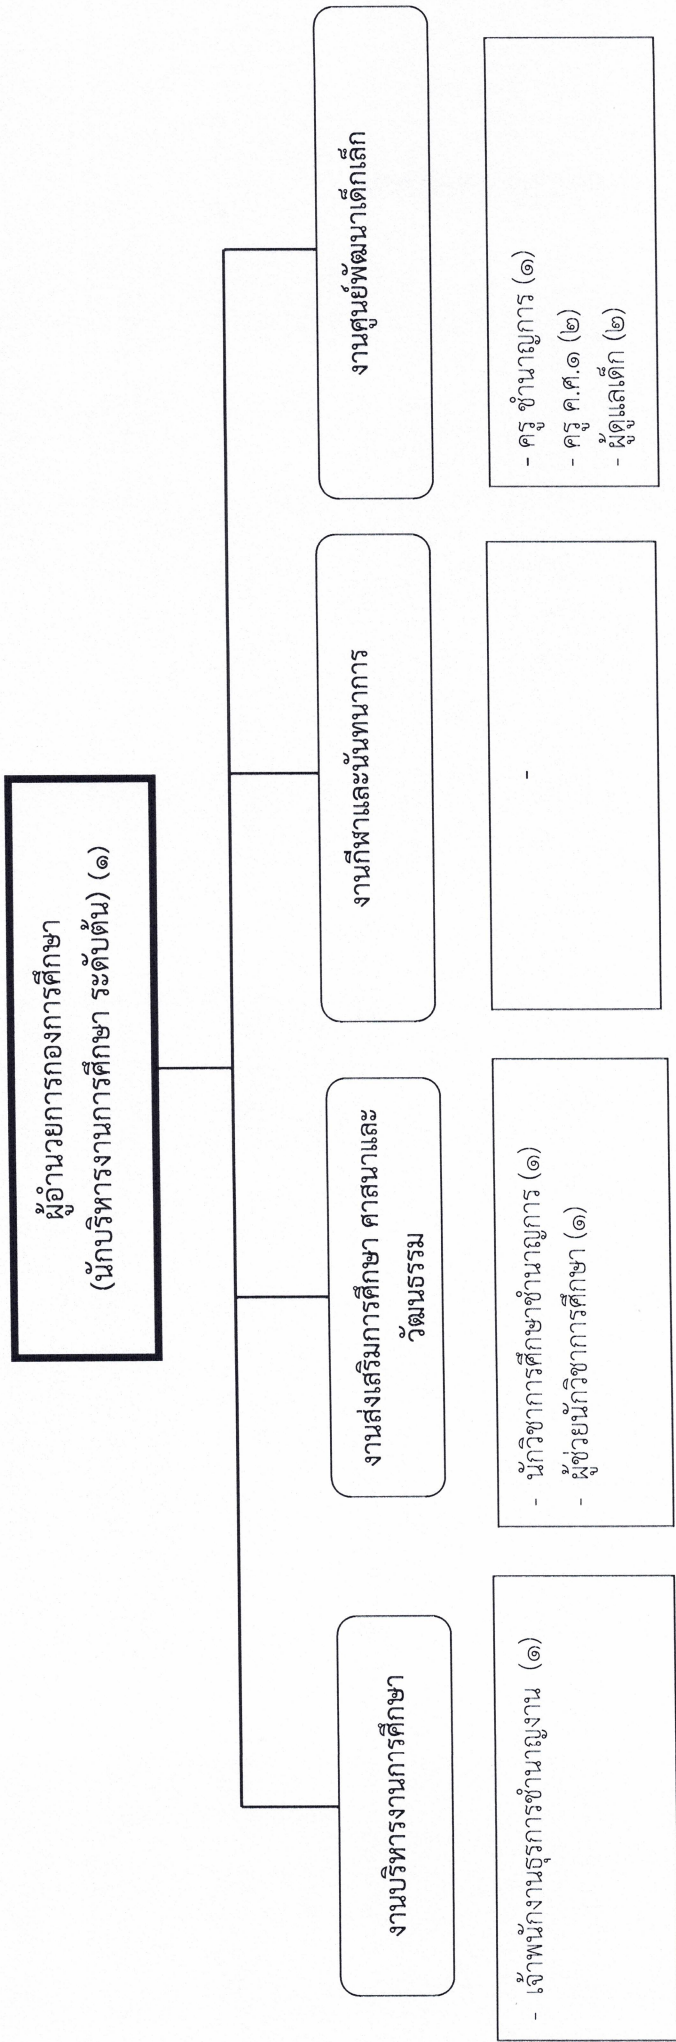 ผู้อำนวยการกองการศึกษา
(นักบริหารงานการศึกษา ระดับต้น) (๑)
งานบริหารงานการศึกษา
งานส่งเสริมการศึกษา ศาสนาและ
วัฒนธรรม
งานกีฬาและนันทนาการ
งานศูนย์พัฒนาเด็กเล็ก
- เจ้าพนักงานธุรการชำนาญงาน (๑)
- นักวิชาการศึกษาชำนาญการ (๑)
- ผู้ช่วยนักวิชาการศึกษา (๑)
-
- ครู ชำนาญการ (๑)
- ครู ค.ศ.๑ (๒)
- ผู้ดูแลเด็ก (๒)